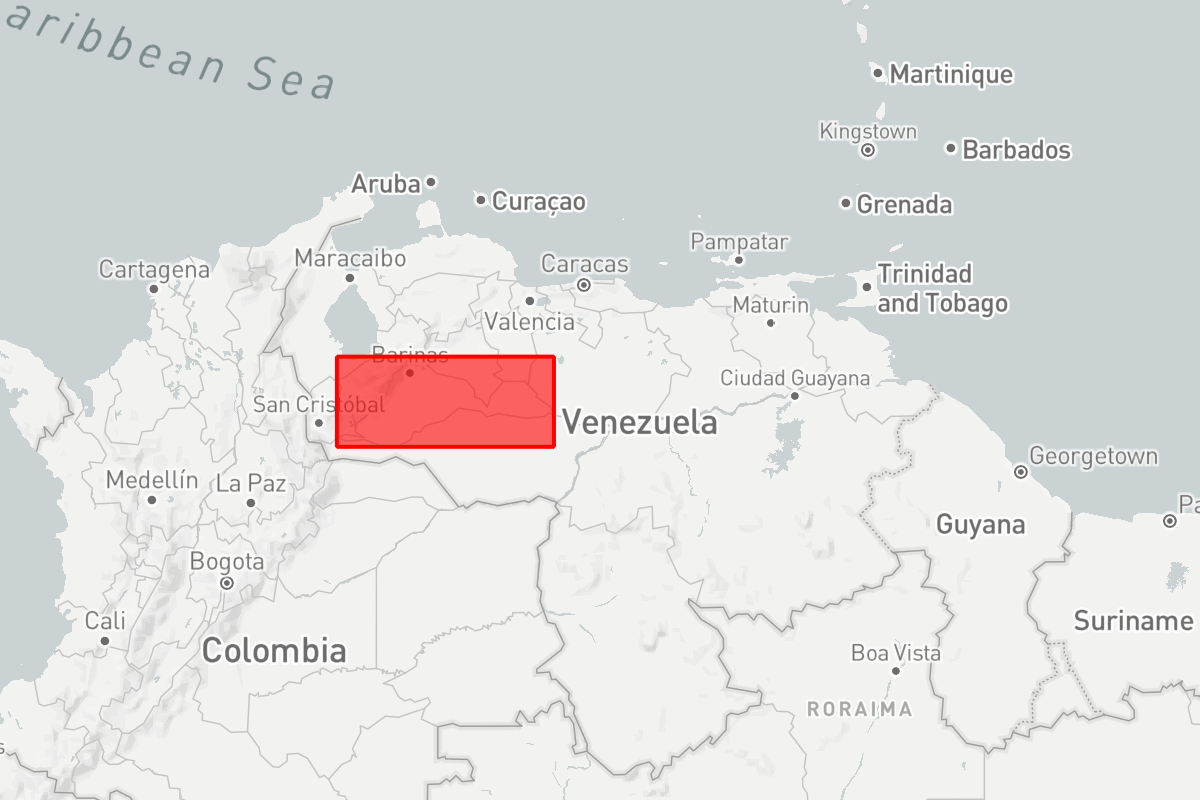 aribbean Sea
Martinique
Kingstown
Barbados
Aruba
Curaçao
Grenada
Pampatar
Maracaibo
Caracas
Cartagena
Trinidad
and Tobago
Maturin
Valencia
Barinas
Ciudad Guayana
San Cristóbal
Venezuela
Georgetown
Medellín
La Paz
Pa
Guyana
Bogota
Cali
Suriname
Colombia
Boa Vista
RORAIMA
s